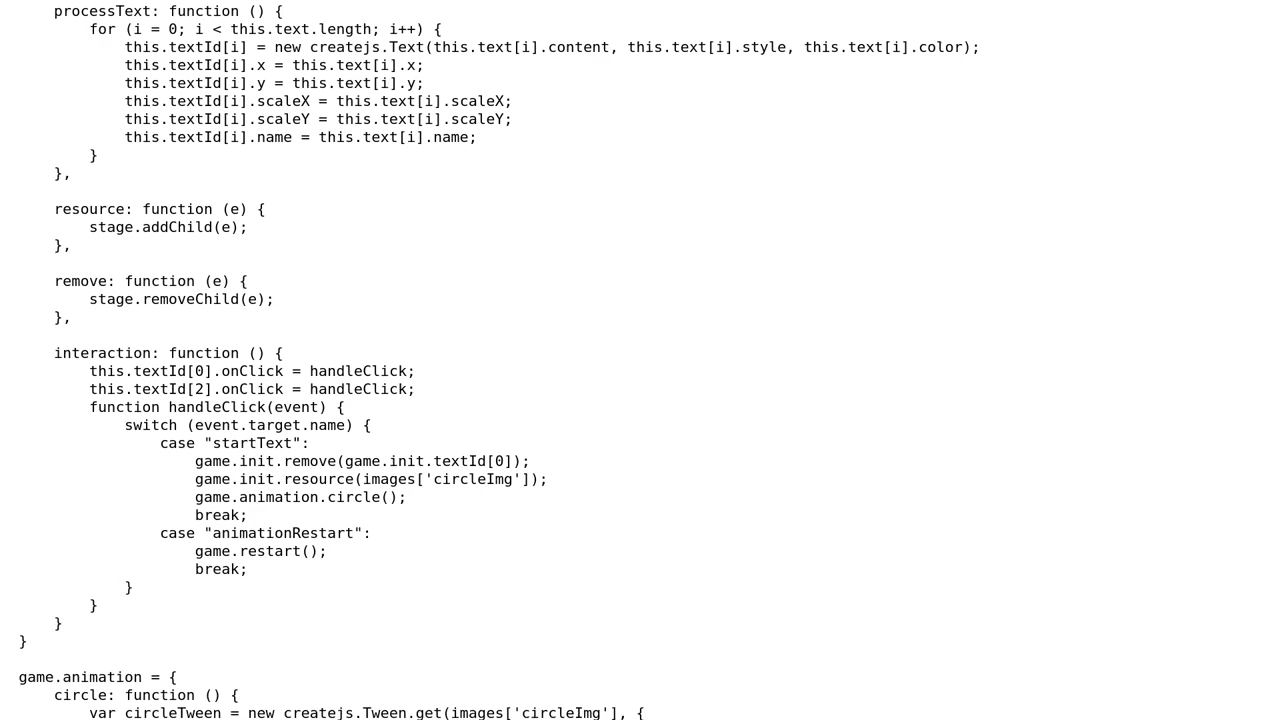 processText: function () {
        for (i = 0; i < this.text.length; i++) {
            this.textId[i] = new createjs.Text(this.text[i].content, this.text[i].style, this.text[i].color);
            this.textId[i].x = this.text[i].x;
            this.textId[i].y = this.text[i].y;
            this.textId[i].scaleX = this.text[i].scaleX;
            this.textId[i].scaleY = this.text[i].scaleY;
            this.textId[i].name = this.text[i].name;
        }
    },

    resource: function (e) {
        stage.addChild(e);
    },

    remove: function (e) {
        stage.removeChild(e);
    },

    interaction: function () {
        this.textId[0].onClick = handleClick;
        this.textId[2].onClick = handleClick;
        function handleClick(event) {
            switch (event.target.name) {
                case "startText":
                    game.init.remove(game.init.textId[0]);
                    game.init.resource(images['circleImg']);
                    game.animation.circle();
                    break;
                case "animationRestart":
                    game.restart();
                    break;
            }
        }
    }
}

game.animation = {
    circle: function () {
        var circleTween = new createjs.Tween.get(images['circleImg'], {